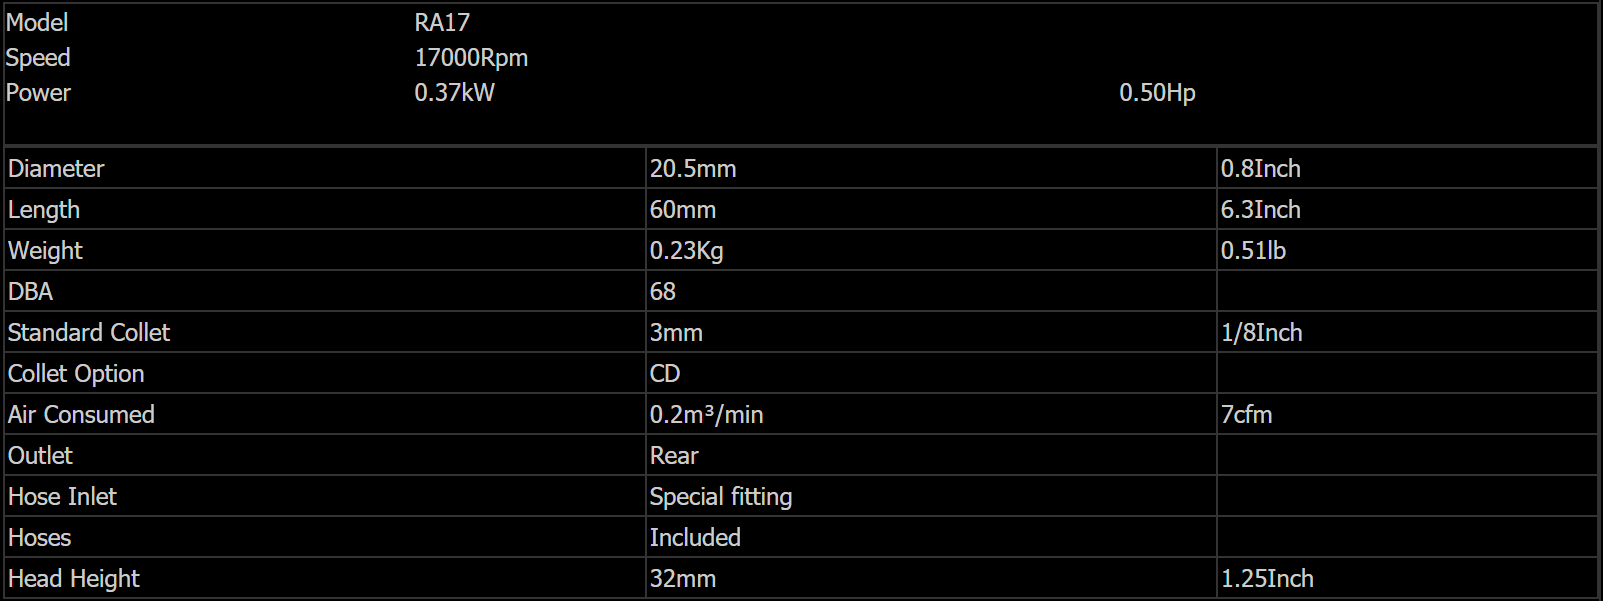 Model RA17
Speed 17000Rpm
Power 0.37kW 0.50Hp
Diameter 20.5mm 0.8Inch
Length 60mm 6.3Inch
Weight 0.23Kg 0.51lb
DBA 68
Standard Collet 3mm 1/8Inch
Collet Option CD
Air Consumed 0.2m³/min 7cfm
Outlet Rear
Hose Inlet Special fitting
Hoses Included
Head Height 32mm 1.25Inch